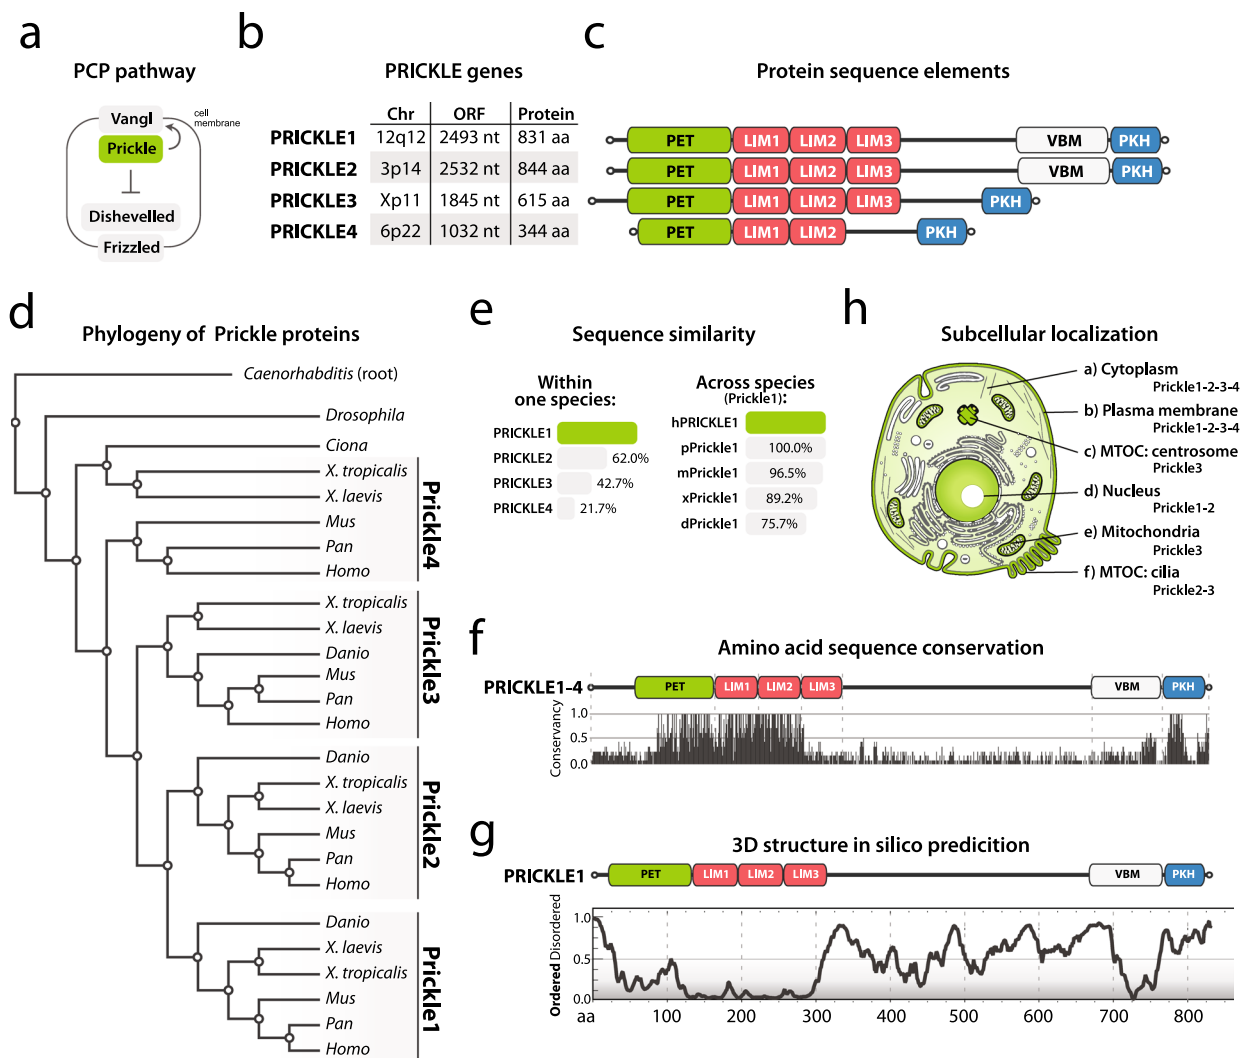 a
PCP pathway
Vangl
cell
membrane
Prickle
Dishevelled
Frizzled
b
PRICKLE genes
Chr ORF Protein
PRICKLE1 12q12 2493 nt 831 aa
PRICKLE2 3p14 2532 nt 844 aa
PRICKLE3 Xp11 1845 nt 615 aa
PRICKLE4 6p22 1032 nt 344 aa
c
Protein sequence elements
PET LIM1 LIM2 LIM3 VBM PKH
PET LIM1 LIM2 LIM3 VBM PKH
PET LIM1 LIM2 LIM3 PKH
PET LIM1 LIM2 PKH
d
Phylogeny of Prickle proteins
Caenorhabditis (root)
Drosophila
Ciona
X. tropicalis
X. laevis
Mus
Pan
Homo
Prickle4
X. tropicalis
X. laevis
Danio
Mus
Pan
Homo
Prickle3
Danio
X. tropicalis
X. laevis
Mus
Pan
Homo
Prickle2
Danio
X. laevis
X. tropicalis
Mus
Pan
Homo
Prickle1
e
Sequence similarity
Within
one species:
PRICKLE1
PRICKLE2 62.0%
PRICKLE3 42.7%
PRICKLE4 21.7%
Across species
(Prickle1):
hPRICKLE1
pPrickle1 100.0%
mPrickle1 96.5%
xPrickle1 89.2%
dPrickle1 75.7%
h
Subcellular localization
a) Cytoplasm
Prickle1-2-3-4
b) Plasma membrane
Prickle1-2-3-4
c) MTOC: centrosome
Prickle3
d) Nucleus
Prickle1-2
e) Mitochondria
Prickle3
f) MTOC: cilia
Prickle2-3
f
Amino acid sequence conservation
PRICKLE1-4 PET LIM1 LIM2 LIM3 VBM PKH
Conservancy
1.0
0.5
0.0
g
3D structure in silico predicition
PRICKLE1 PET LIM1 LIM2 LIM3 VBM PKH
Ordered Disordered
1.0
0.5
0.0
aa 100 200 300 400 500 600 700 800